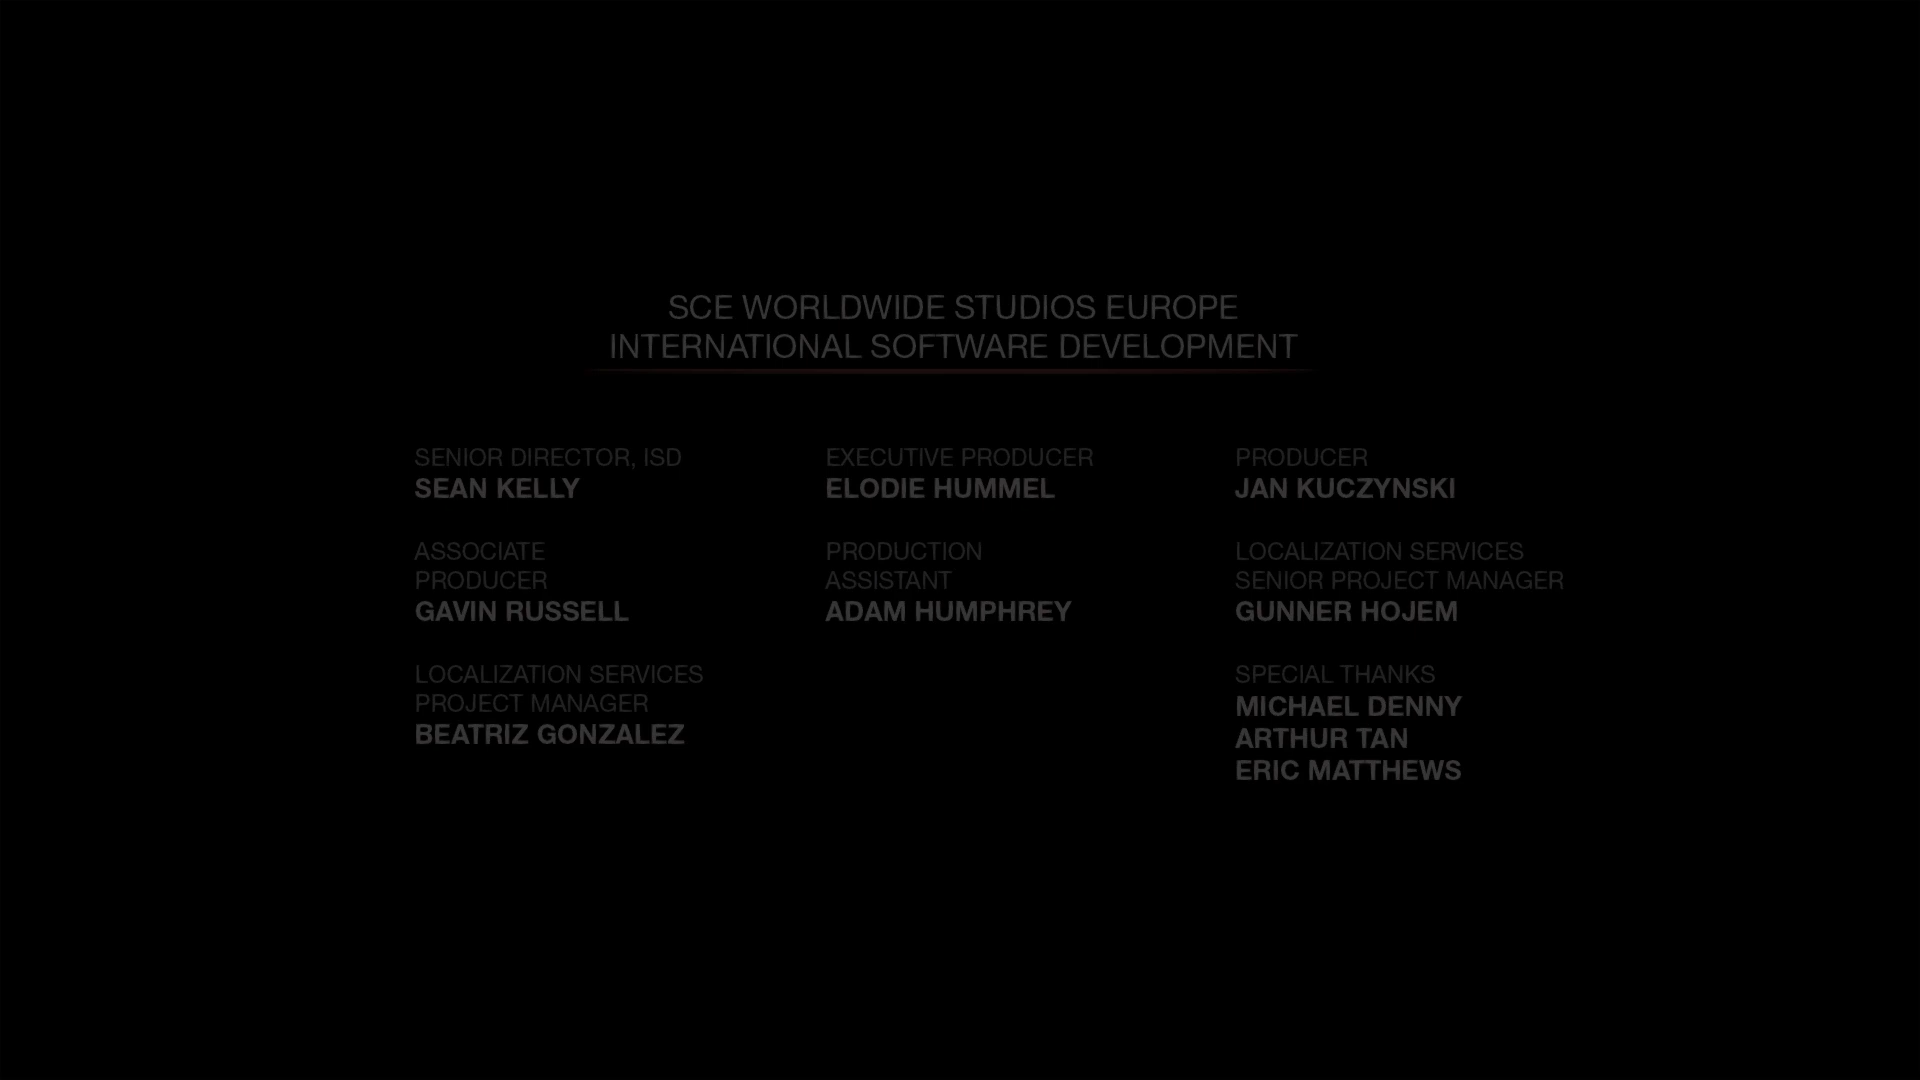 SCE WORLDWIDE STUDIOS EUROPE
INTERNATIONAL SOFTWARE DEVELOPMENT
SENIOR DIRECTOR, ISD
SEAN KELLY
EXECUTIVE PRODUCER
ELODIE HUMMEL
PRODUCER
JAN KUCZYNSKI
ASSOCIATE
PRODUCER
GAVIN RUSSELL
PRODUCTION
ASSISTANT
ADAM HUMPHREY
LOCALIZATION SERVICES
SENIOR PROJECT MANAGER
GUNNER HOJEM
LOCALIZATION SERVICES
PROJECT MANAGER
BEATRIZ GONZALEZ
SPECIAL THANKS
MICHAEL DENNY
ARTHUR TAN
ERIC MATTHEWS